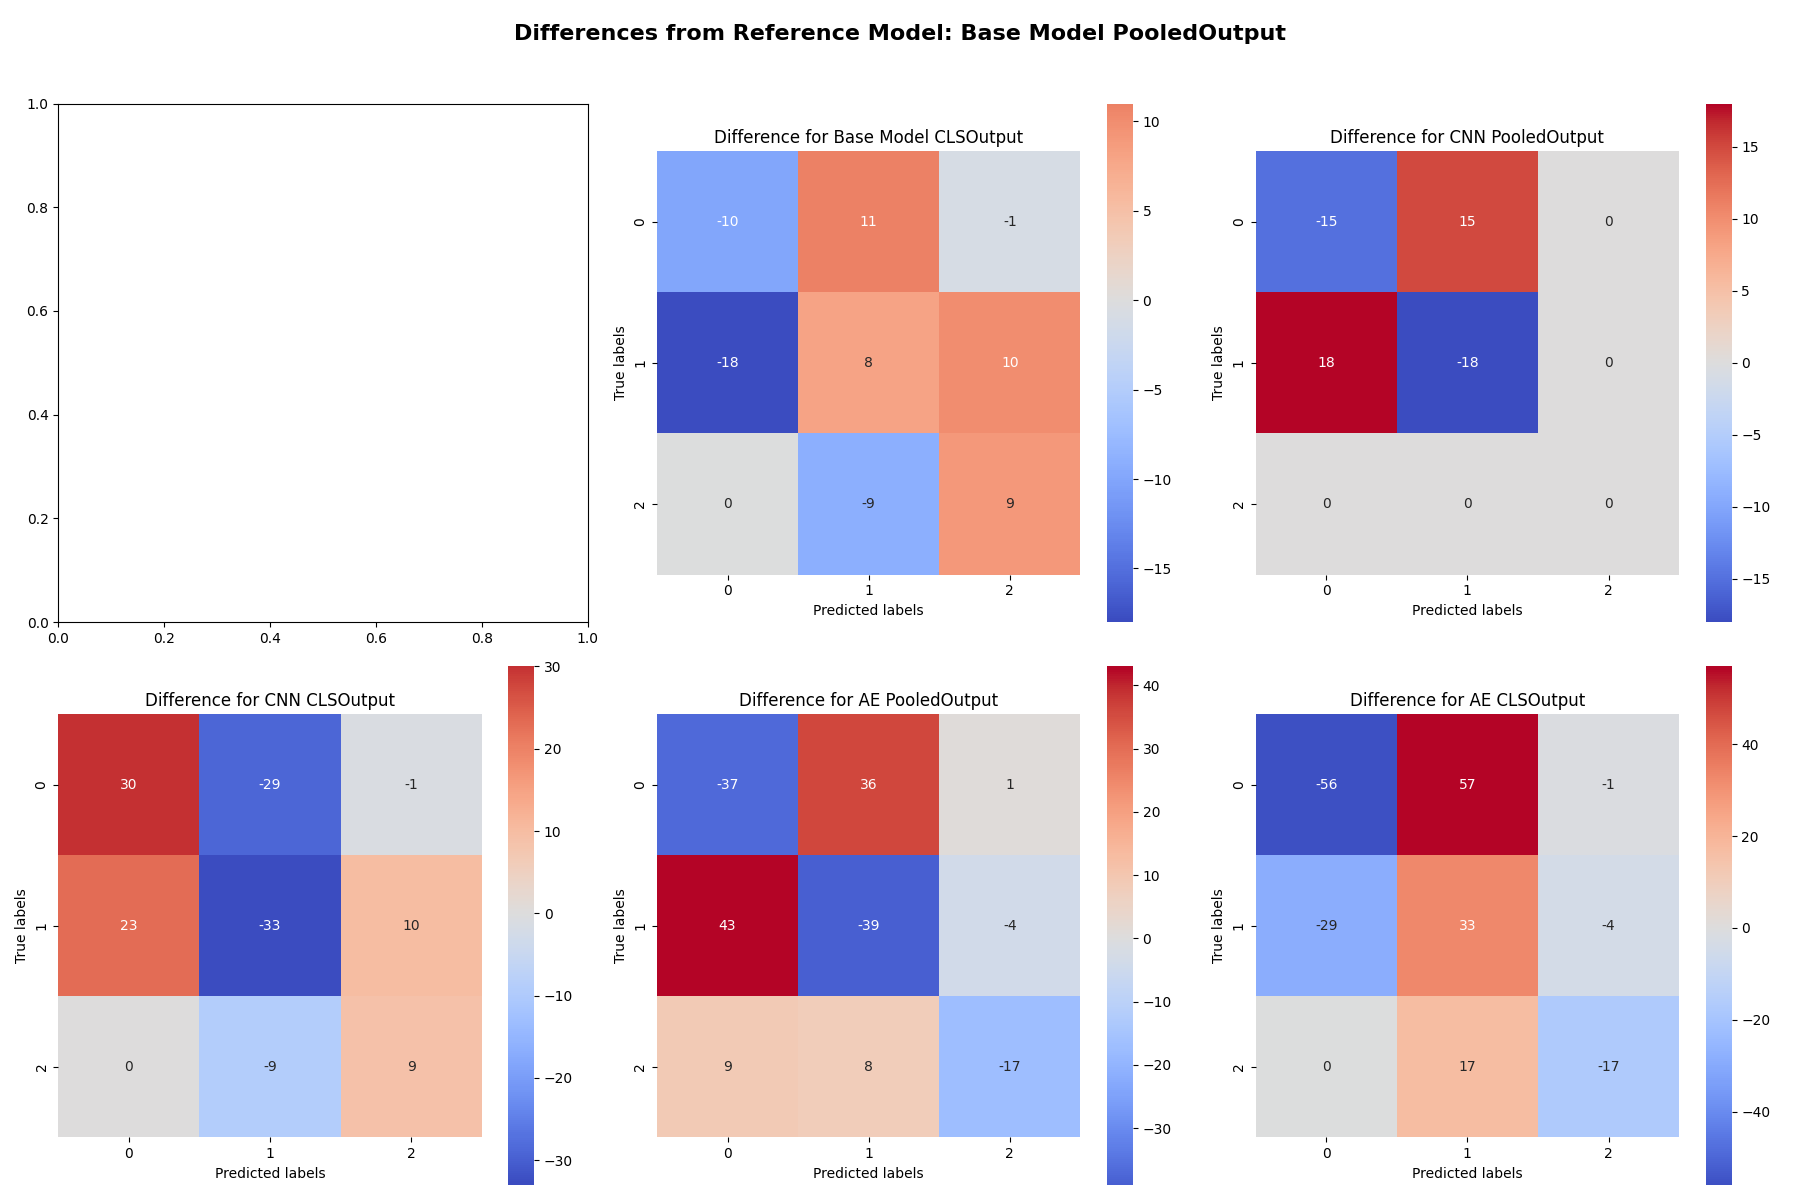 Differences from Reference Model: Base Model PooledOutput
1.0
0.8
0.6
0.4
0.2
0.0
0.0 0.2 0.4 0.6 0.8 1.0
Difference for Base Model CLSOutput
True labels
0 -10 11 -1
1 -18 8 10
2 0 -9 9
0 1 2
Predicted labels
10
5
0
−5
−10
−15
Difference for CNN PooledOutput
True labels
0 -15 15 0
1 18 -18 0
2 0 0 0
0 1 2
Predicted labels
15
10
5
0
−5
−10
−15
Difference for CNN CLSOutput
True labels
0 30 -29 -1
1 23 -33 10
2 0 -9 9
0 1 2
Predicted labels
30
20
10
0
−10
−20
−30
Difference for AE PooledOutput
True labels
0 -37 36 1
1 43 -39 -4
2 9 8 -17
0 1 2
Predicted labels
40
30
20
10
0
−10
−20
−30
Difference for AE CLSOutput
True labels
0 -56 57 -1
1 -29 33 -4
2 0 17 -17
0 1 2
Predicted labels
40
20
0
−20
−40